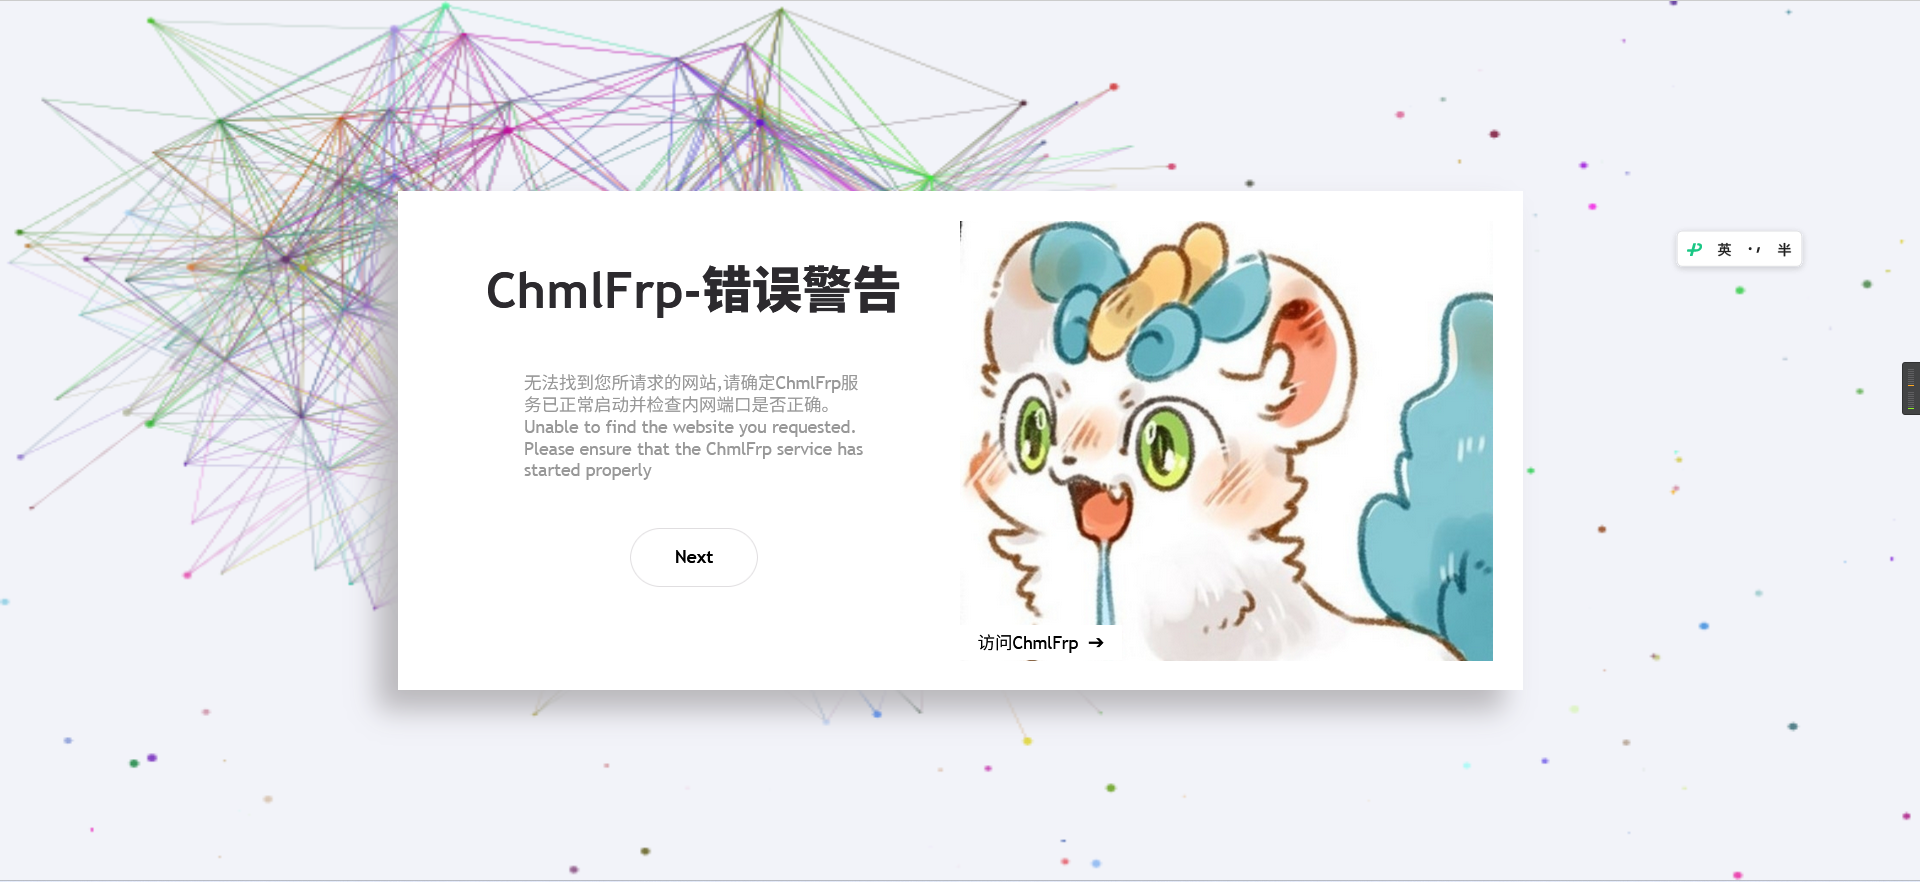 ChmlFrp-错误警告
无法找到您所请求的网站,请确定ChmlFrp服
务已正常启动并检查内网端口是否正确。
Unable to find the website you requested.
Please ensure that the ChmlFrp service has
started properly
Next
访问ChmlFrp →
英 半